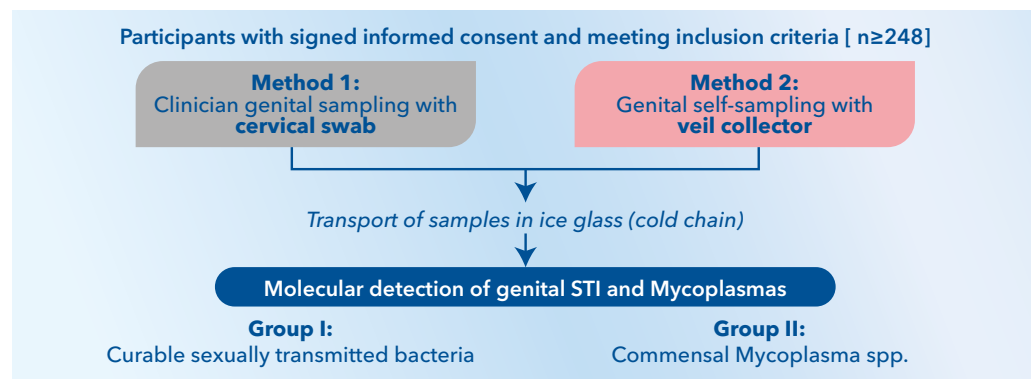 Participants with signed informed consent and meeting inclusion criteria [ n≥248]
Method 1:
Clinician genital sampling with
cervical swab
Method 2:
Genital self-sampling with
veil collector
Transport of samples in ice glass (cold chain)
Molecular detection of genital STI and Mycoplasmas
Group I:
Curable sexually transmitted bacteria
Group II:
Commensal Mycoplasma spp.